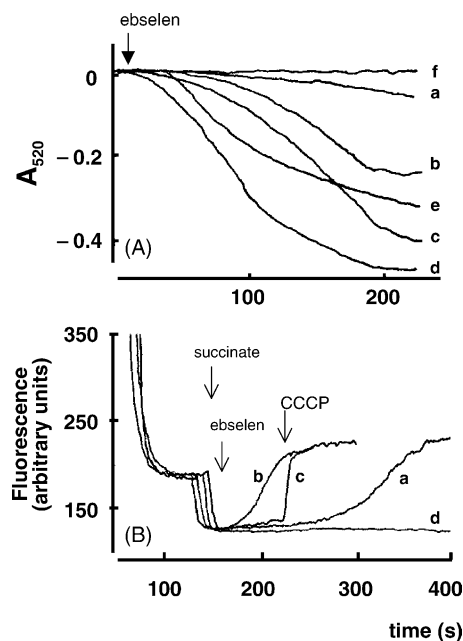 ebselen
0
−0.2
−0.4
A520
(A)
f
a
b
e
c
d
100
200
350
250
150
Fluorescence
(arbitrary units)
succinate
ebselen
CCCP
b
c
a
d
(B)
100
200
300
400
time (s)